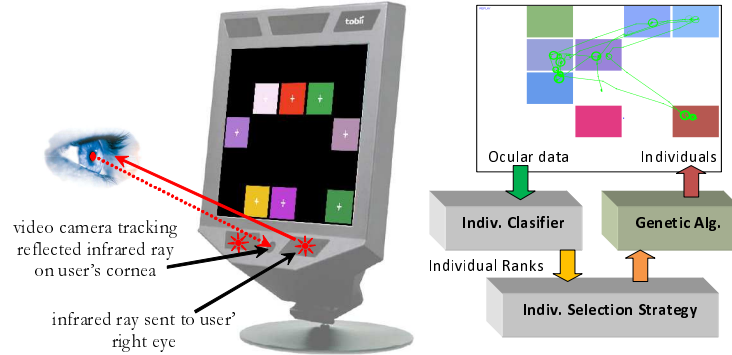 tobii
video camera tracking
reflected infrared ray
on user's cornea
infrared ray sent to user'
right eye
Ocular data
Individuals
Indiv. Clasifier
Genetic Alg.
Individual Ranks
Indiv. Selection Strategy